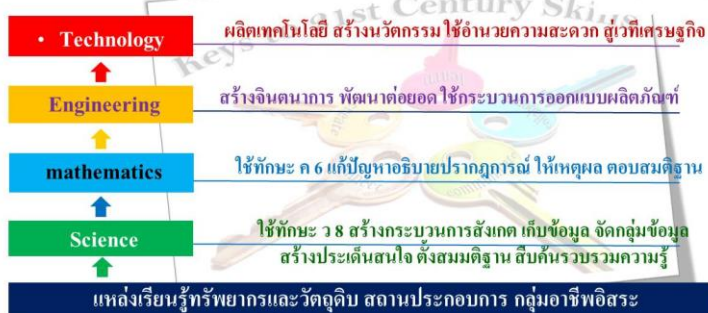 Keys to 21st Century Skills
• Technology
ผลิตเทคโนโลยี สร้างนวัตกรรม ใช้อำนวยความสะดวก สู่เวทีเศรษฐกิจ
Engineering
สร้างจินตนาการ พัฒนาต่อยอด ใช้กระบวนการออกแบบผลิตภัณฑ์
mathematics
ใช้ทักษะ ค 6 แก้ปัญหาอธิบายปรากฎการณ์ ให้เหตุผล ตอบสมติฐาน
Science
ใช้ทักษะ ว 8 สร้างกระบวนการสังเกต เก็บข้อมูล จัดกลุ่มข้อมูล
สร้างประเด็นสนใจ ตั้งสมมติฐาน สืบค้นรวบรวมความรู้
แหล่งเรียนรู้ทรัพยากรและวัตถุดิบ สถานประกอบการ กลุ่มอาชีพอิสระ